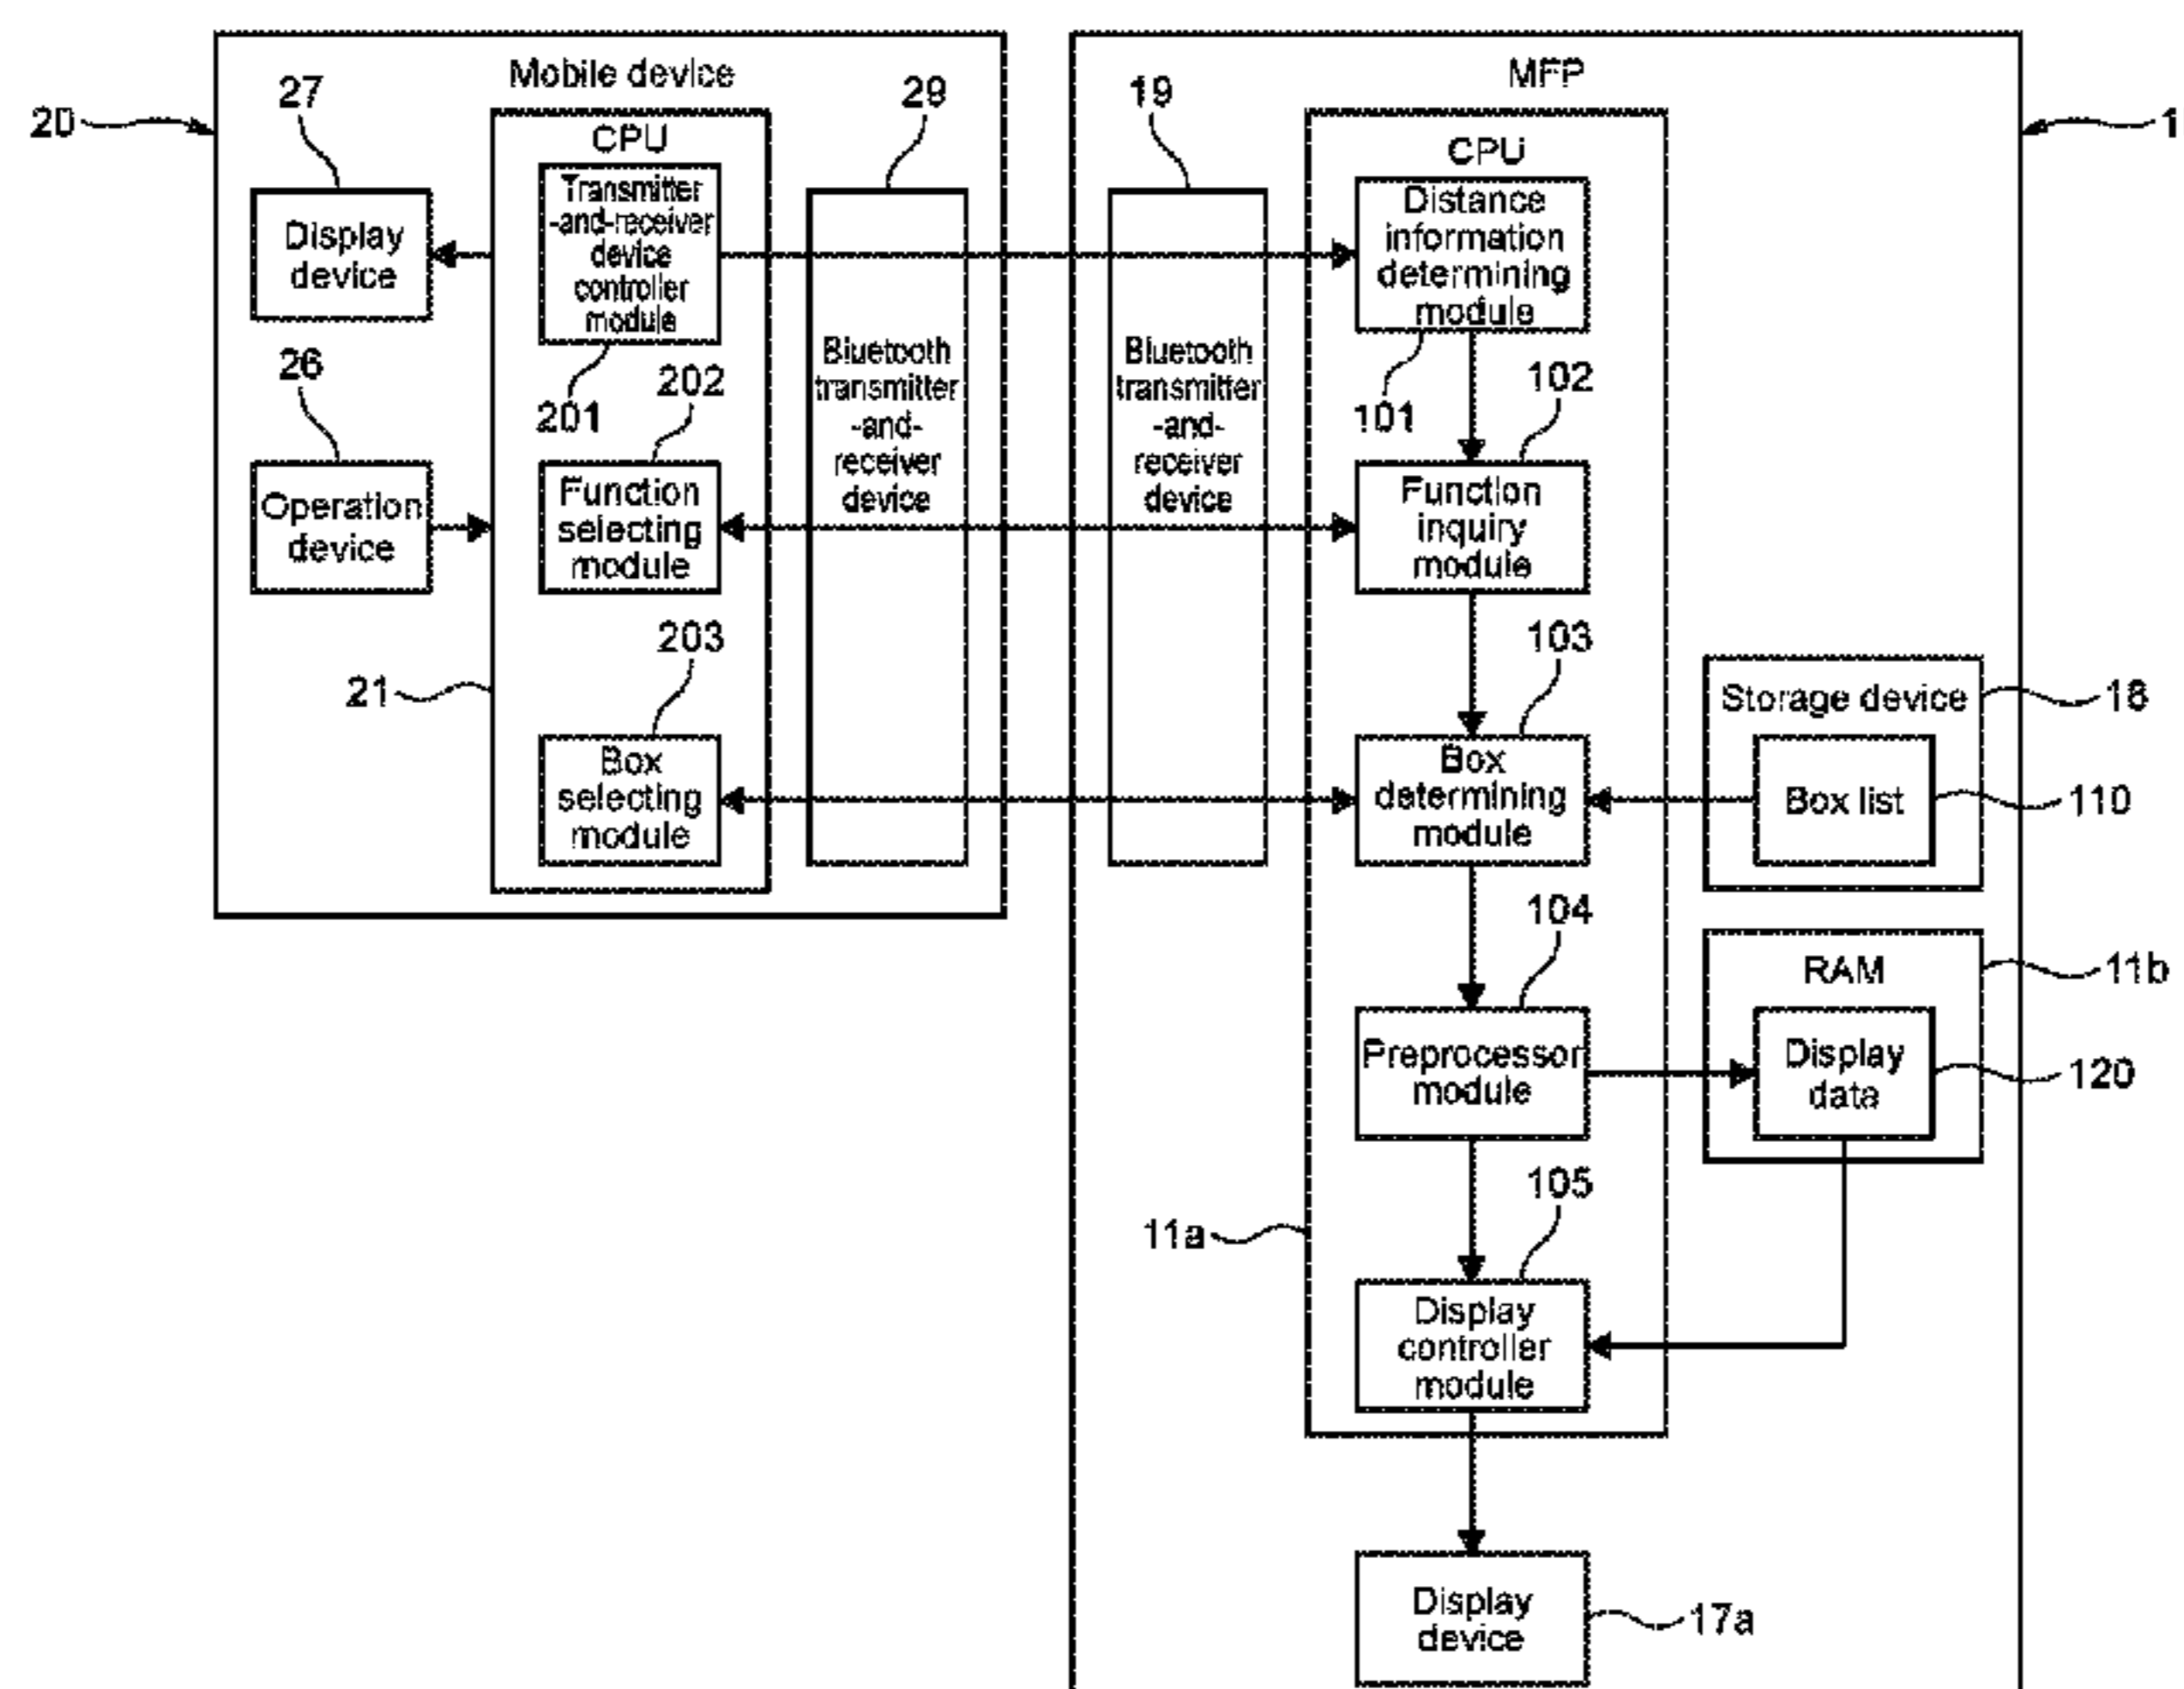 Mobile device
MFP
27
29
19
20
1
CPU
CPU
Transmitter
-and-receiver
device
controller
module
Distance
information
determining
module
Display
device
26
201
202
Bluetooth
transmitter
-and-
receiver
device
Bluetooth
transmitter
-and-
receiver
device
101
102
Operation
device
Function
selecting
module
Function
inquiry
module
203
103
21
Storage device
18
Box
selecting
module
Box
determining
module
Box list
110
104
RAM
11b
Preprocessor
module
Display
data
120
105
11a
Display
controller
module
Display
device
17a